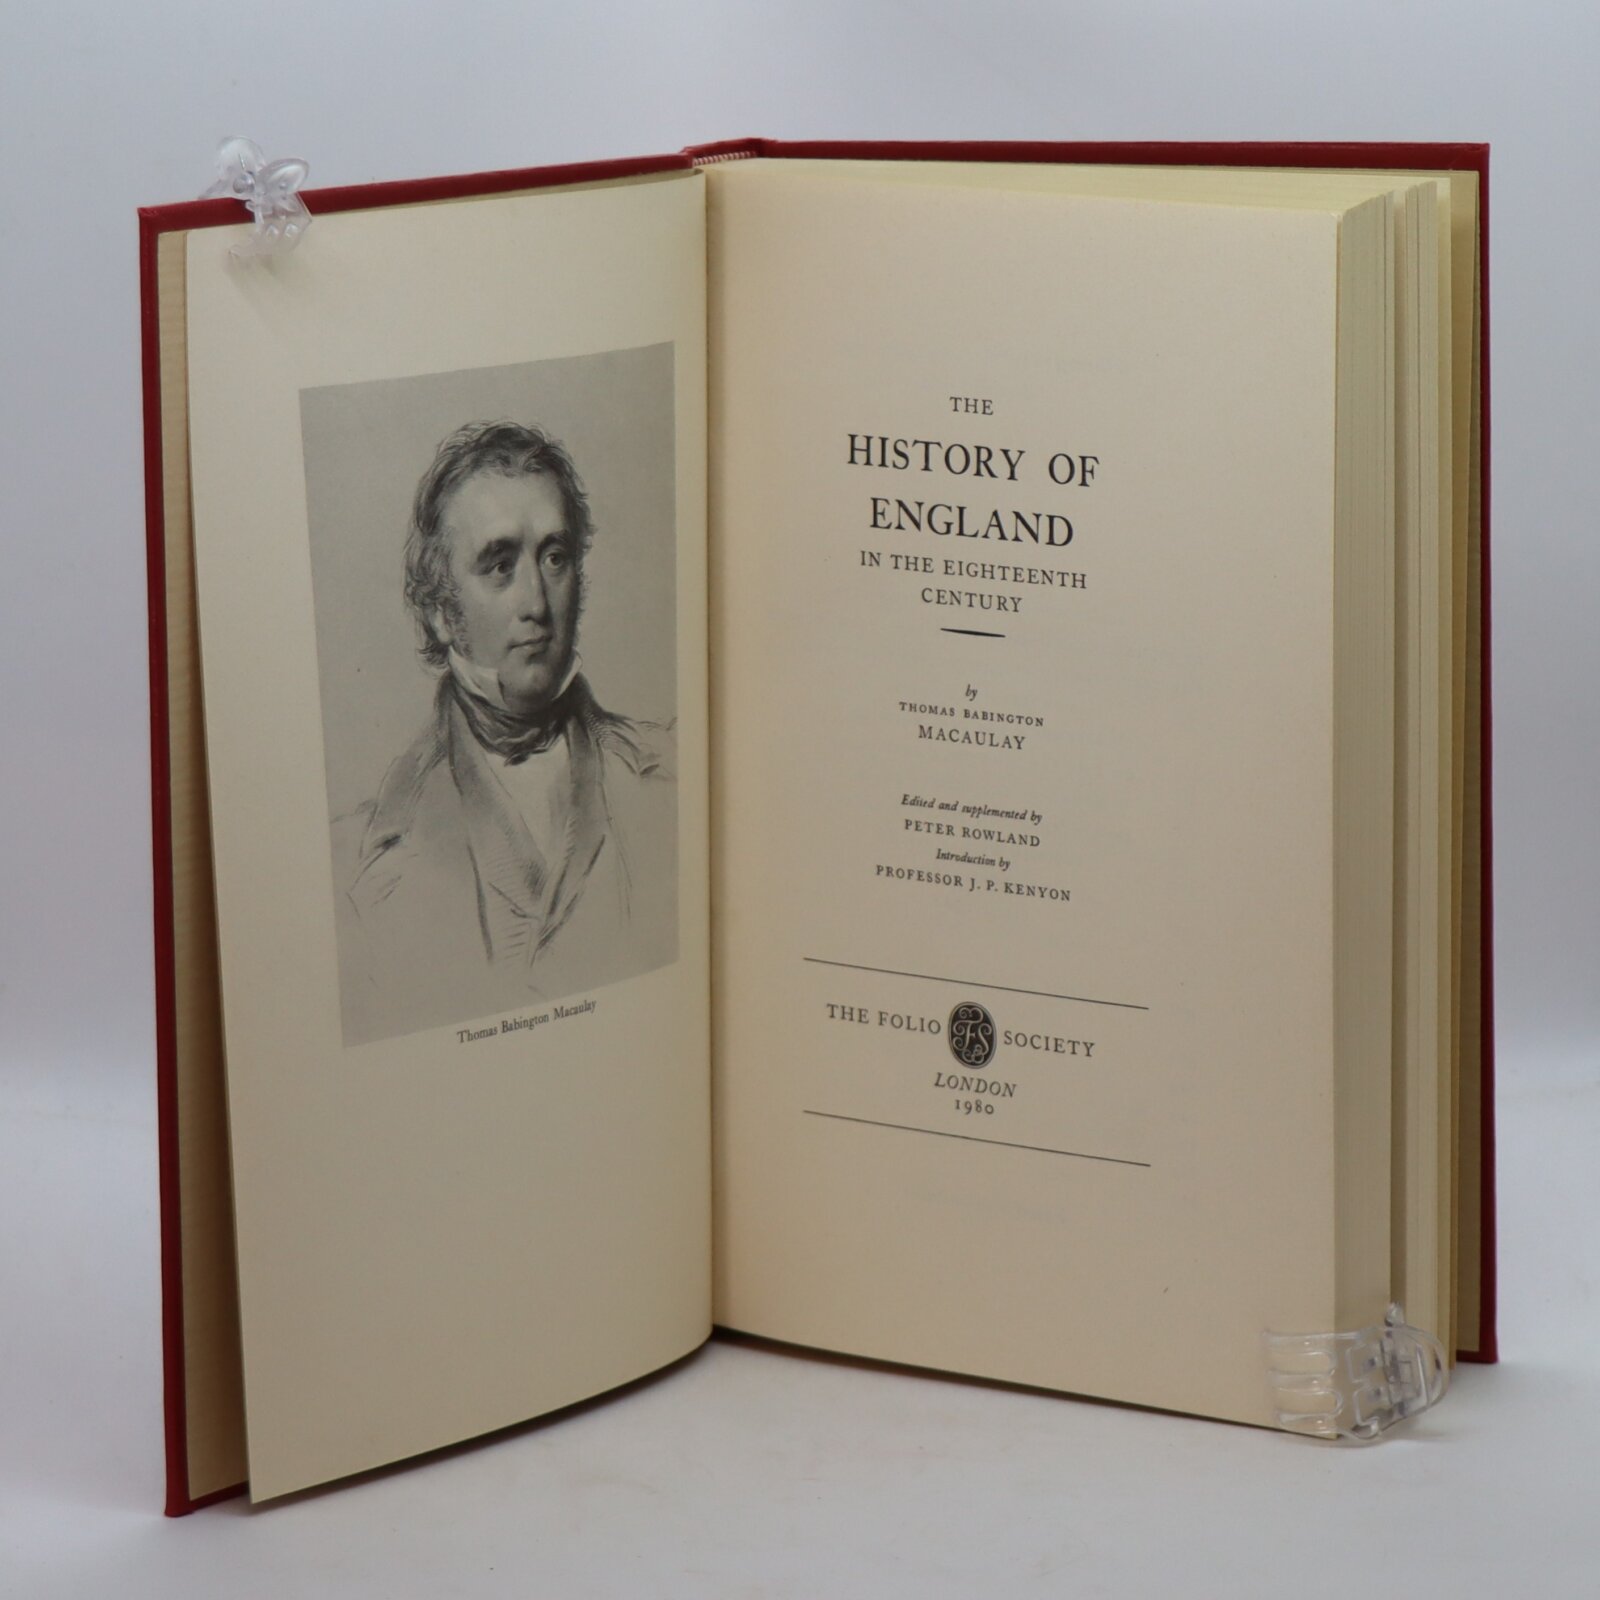 Thomas Babington Macaulay
THE
HISTORY OF
ENGLAND
IN THE EIGHTEENTH
CENTURY
by
THOMAS BABINGTON
MACAULAY
Edited and supplemented by
PETER ROWLAND
Introduction by
PROFESSOR J. P. KENYON
THE FOLIO FS SOCIETY
LONDON
1980